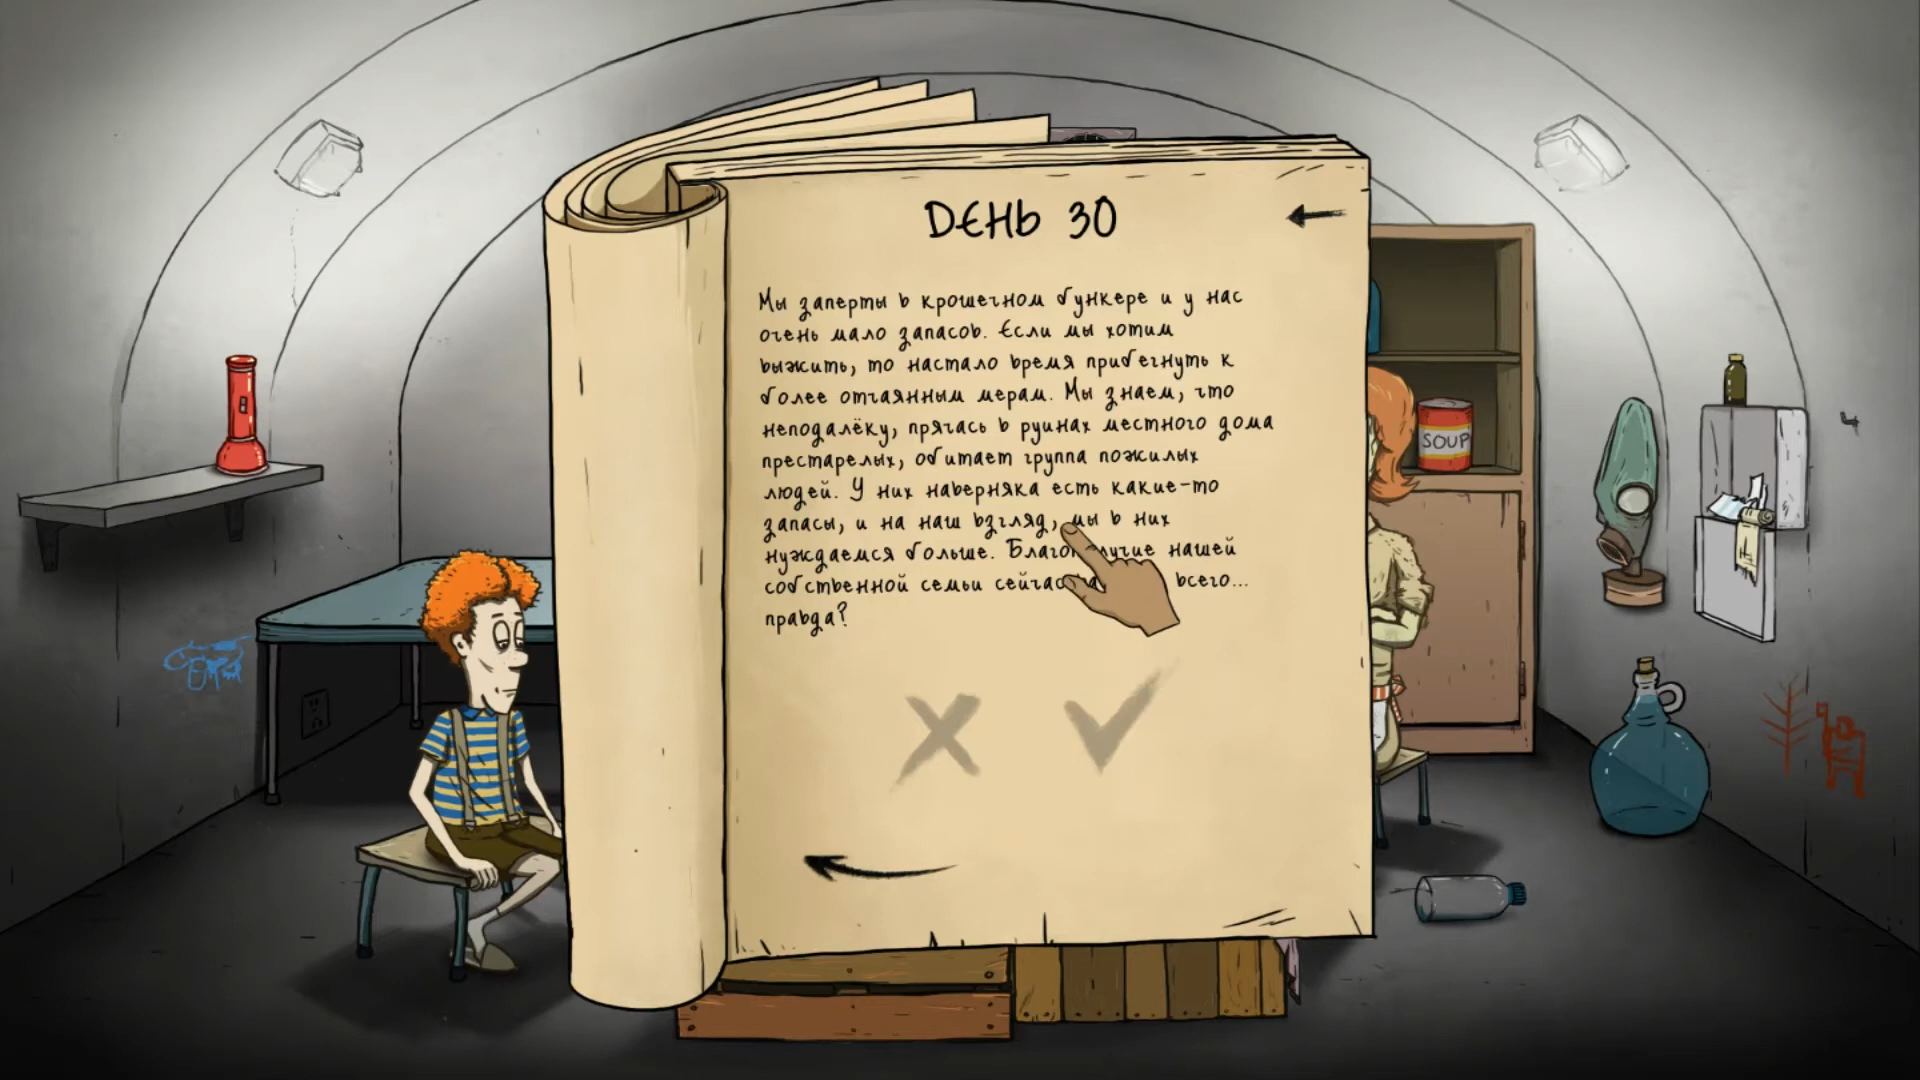 ДЕНЬ 30
Мы заперты в крошечном бункере и у нас
очень мало запасов. Если мы хотим
выжить, то настало время прибегнуть к
более отчаянным мерам. Мы знаем, что
неподалёку, прячась в руинах местного дома
престарелых, обитает группа пожилых
людей. У них наверняка есть какие-то
запасы, и на наш взгляд, мы в них
нуждаемся больше. нашей
собственной семьи сейчас всего...
правда?
SOUP